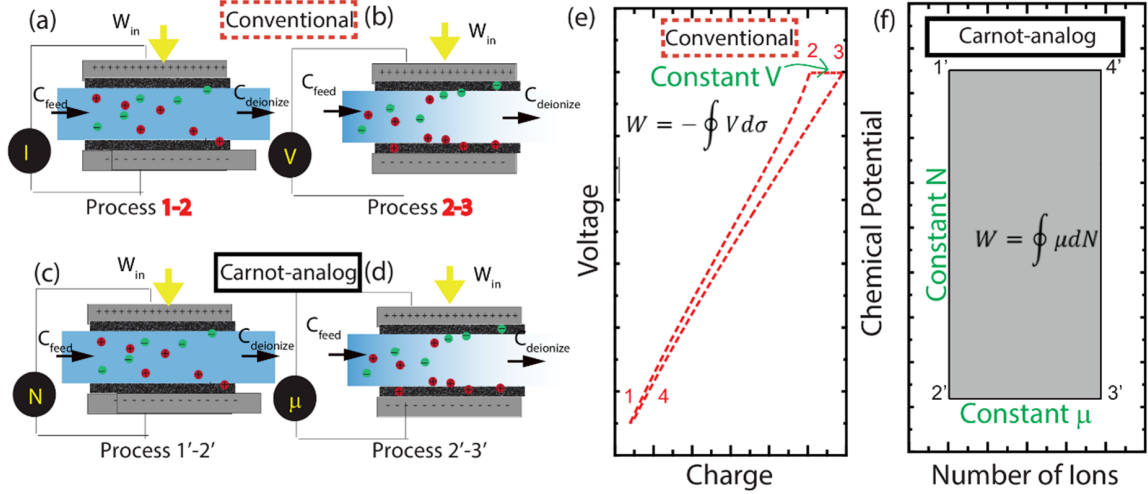 (a)
W_in
Conventional
(b)
W_in
+++++++++++++++
+++++++++++++++
C_feed
C_deionize
C_feed
C_deionize
I
V
Process 1-2
Process 2-3
(c)
W_in
Carnot-analog
(d)
W_in
+++++++++++++++
+++++++++++++++
C_feed
C_deionize
C_feed
C_deionize
N
μ
Process 1’-2’
Process 2’-3’
(e)
Conventional
2 3
Constant V
W = −∮ Vdσ
Voltage
1 4
Charge
(f)
Carnot-analog
1’ 4’
Chemical Potential
Constant N
W = ∮ μdN
2’ 3’
Constant μ
Number of Ions